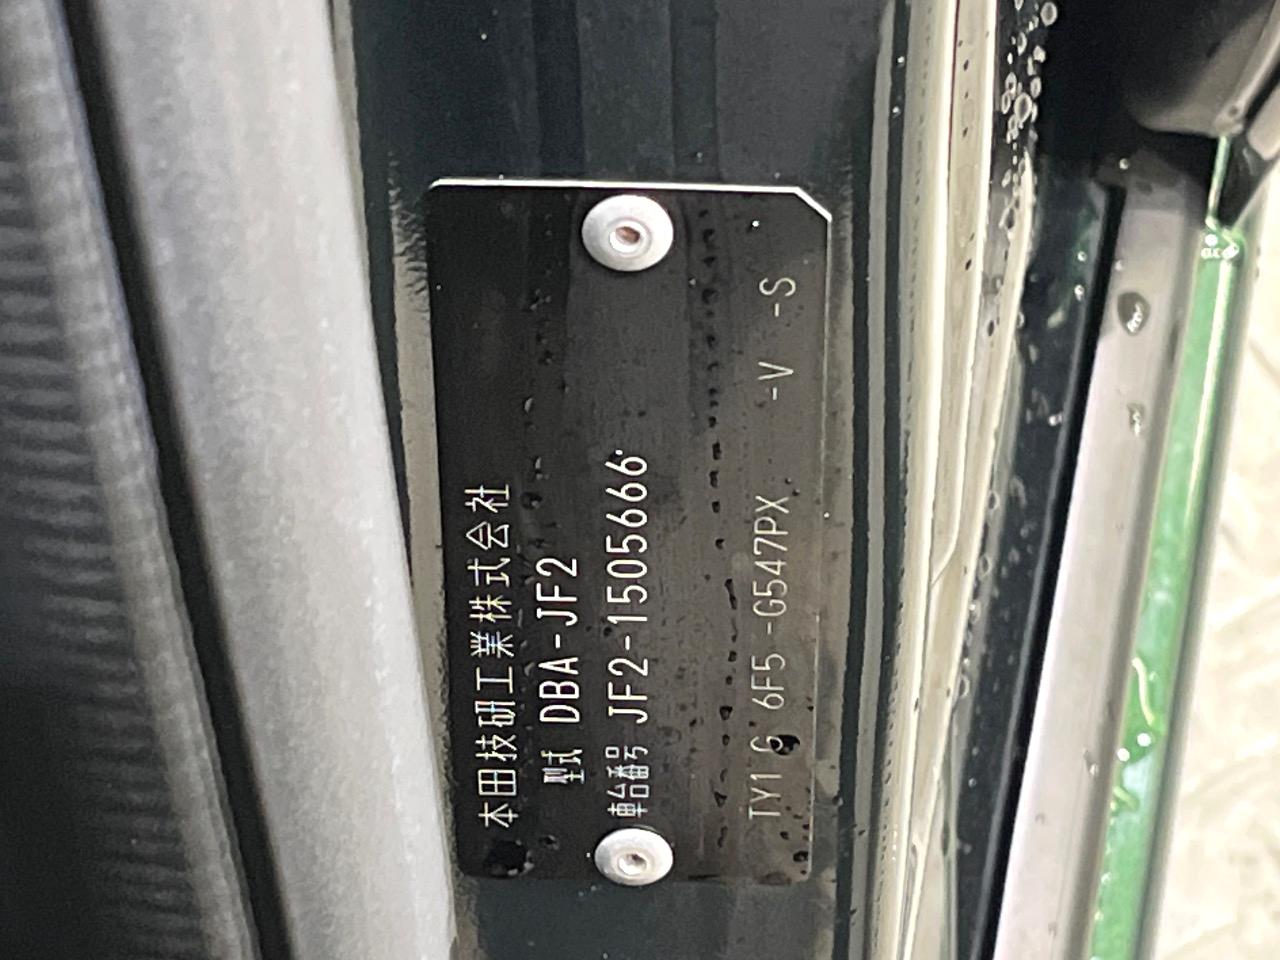 本田技研工業株式会社
型式 DBA-JF2
車台番号 JF2-1505666
TY1 G 6F5 -G547PX -V -S